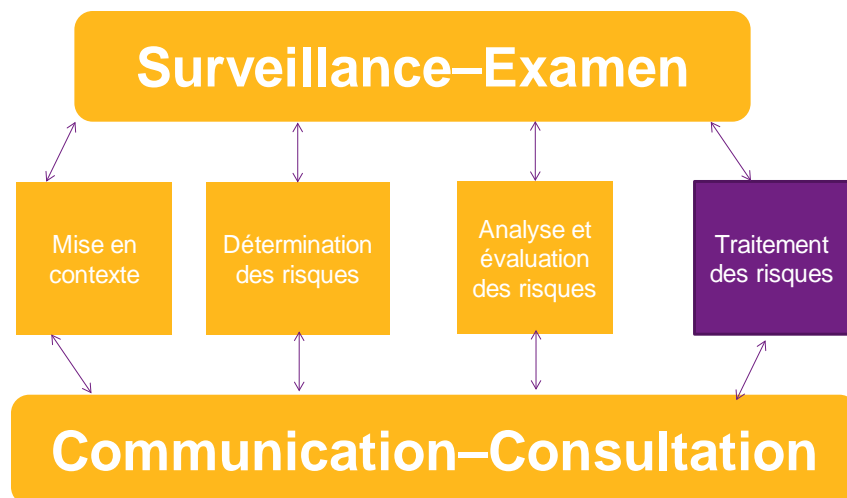 Surveillance–Examen
Mise en
contexte
Détermination
des risques
Analyse et
évaluation
des risques
Traitement
des risques
Communication–Consultation